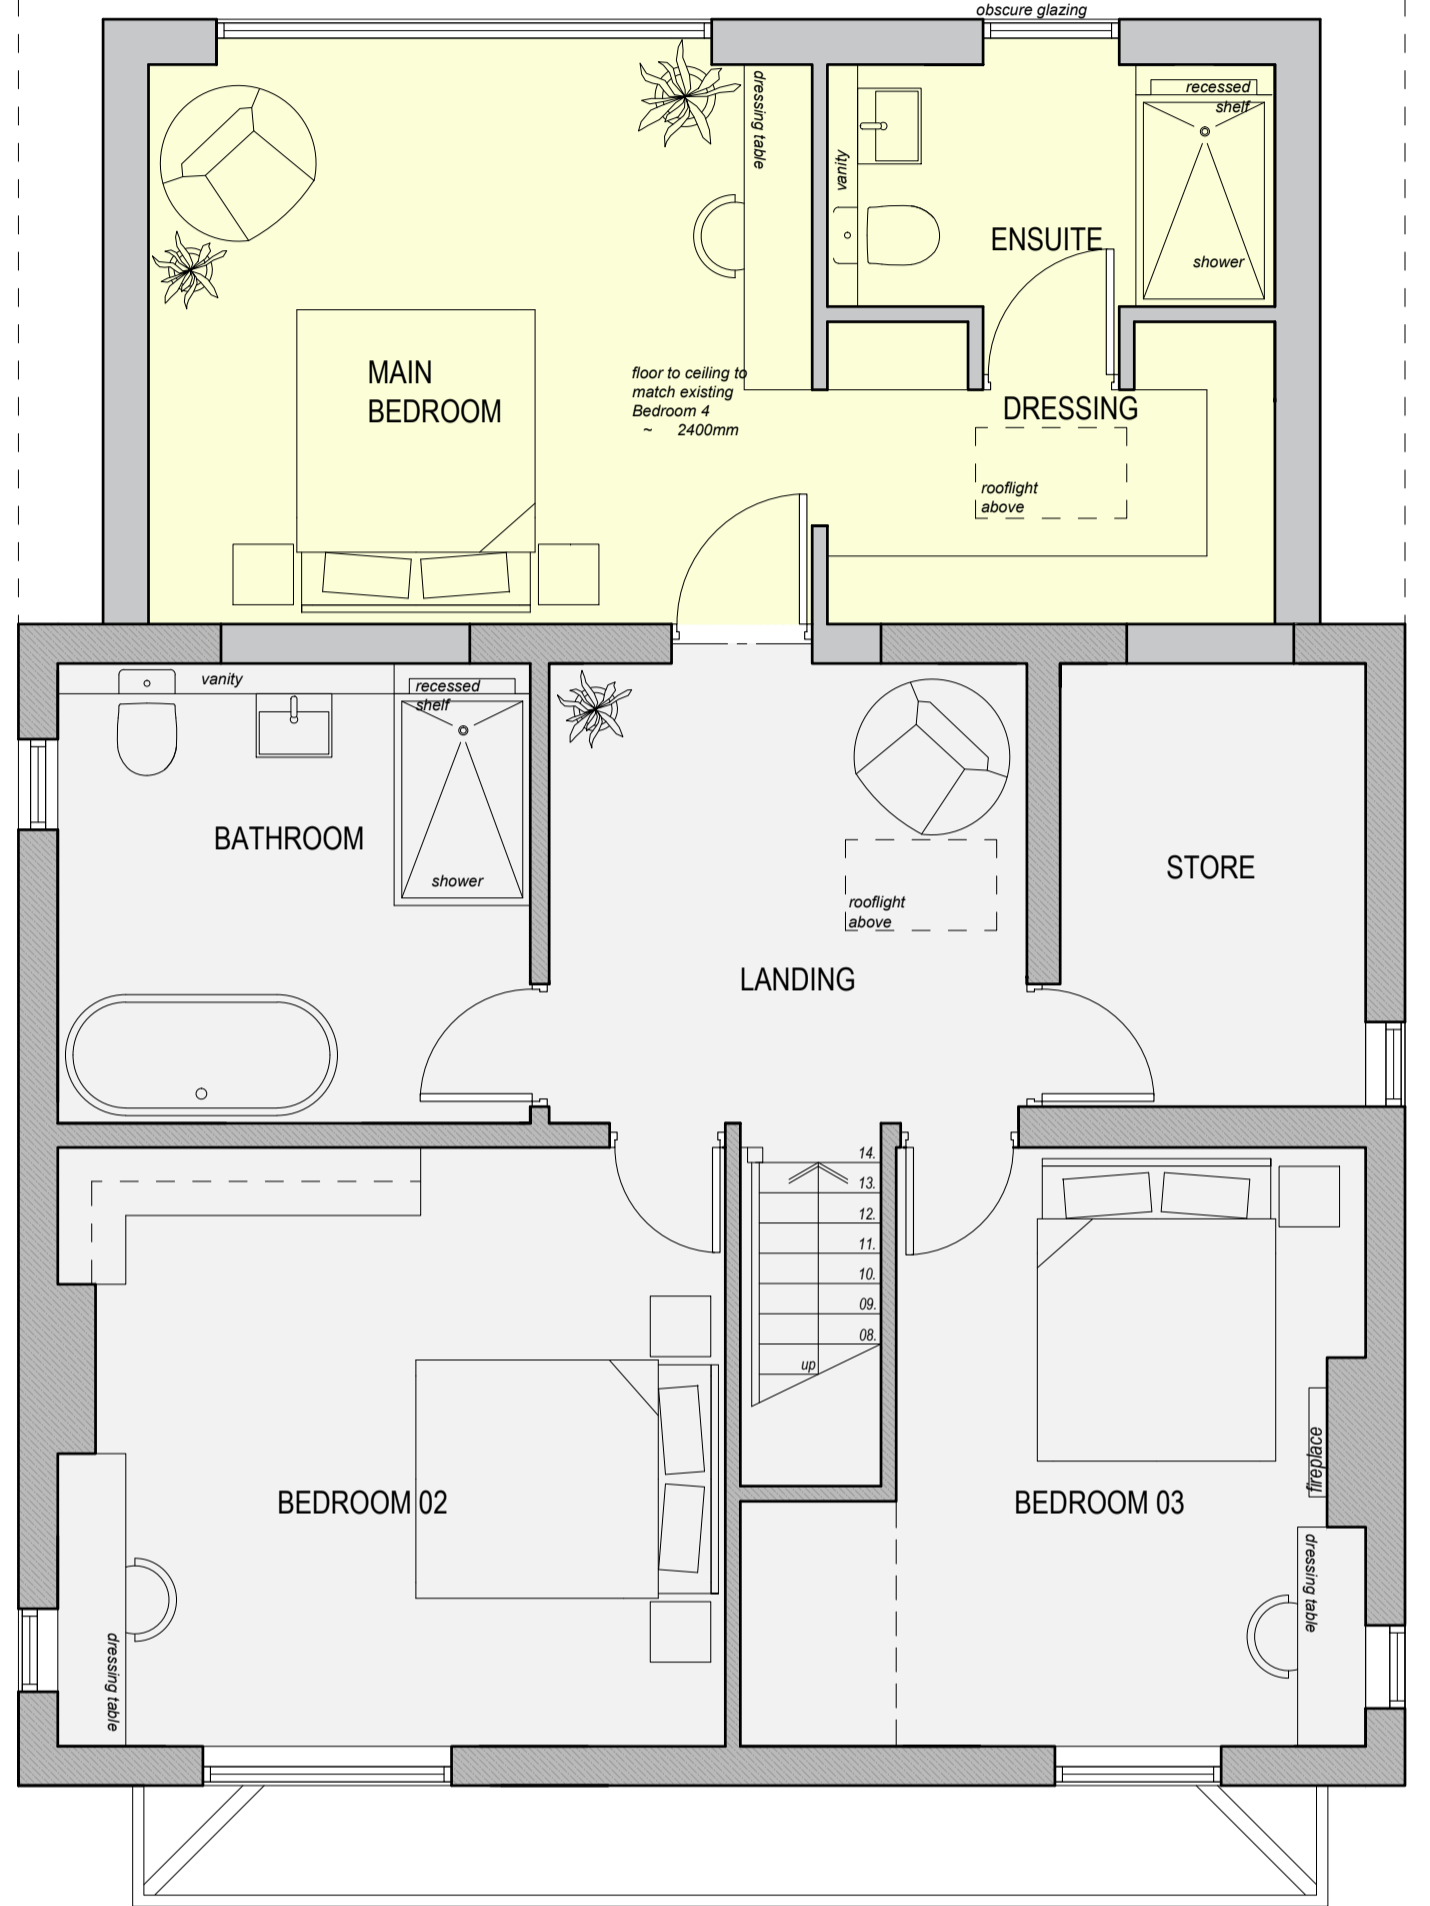 obscure glazing
dressing table
recessed
shelf
vanity
ENSUITE
shower
MAIN
BEDROOM
floor to ceiling to
match existing
Bedroom 4
~ 2400mm
DRESSING
rooflight
above
vanity
recessed
shelf
BATHROOM
shower
STORE
rooflight
above
LANDING
14.
13.
12.
11.
10.
09.
08.
up
fireplace
BEDROOM 02
BEDROOM 03
dressing table
dressing table